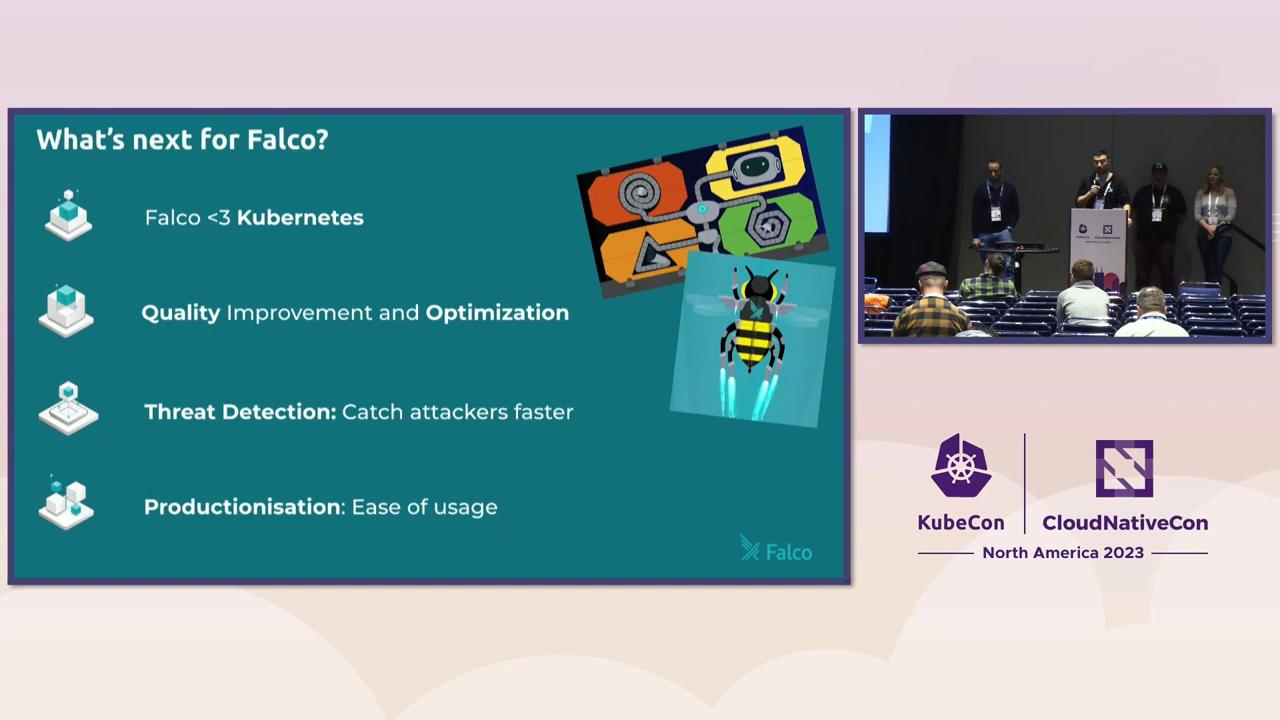 What's next for Falco?
Falco <3 Kubernetes
Quality Improvement and Optimization
Threat Detection: Catch attackers faster
Productionisation: Ease of usage
Falco
KubeCon
CloudNativeCon
North America 2023